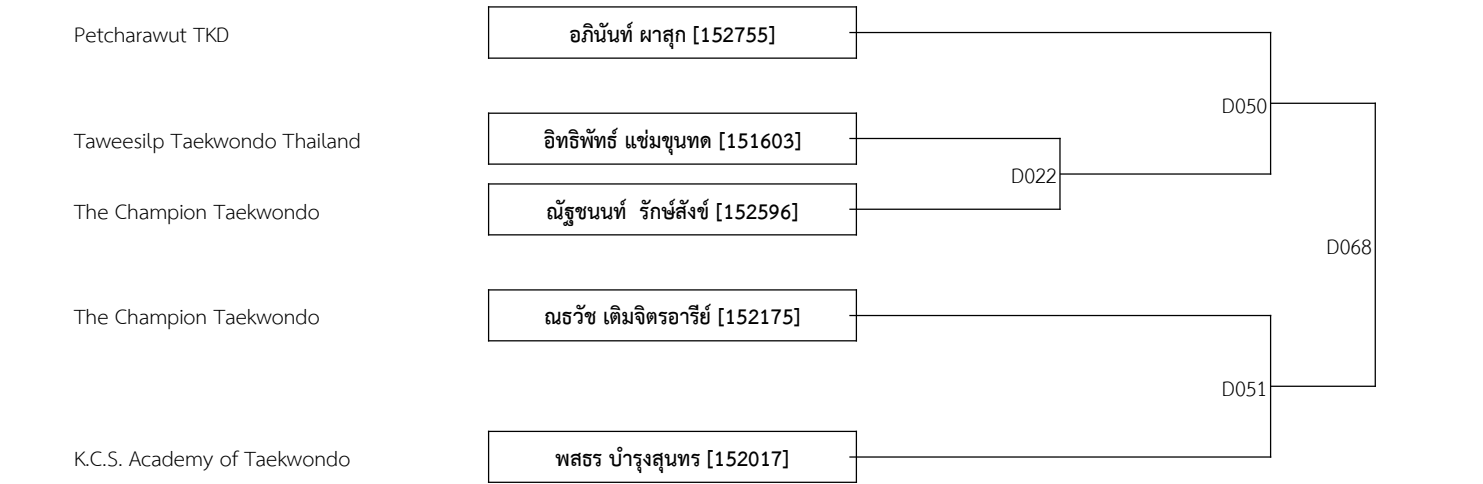 Petcharawut TKD
อภินันท์ ผาสุก [152755]
D050
Taweesilp Taekwondo Thailand
อิทธิพัทธ์ แช่มขุนทด [151603]
D022
The Champion Taekwondo
ณัฐชนนท์  รักษ์สังข์ [152596]
D068
The Champion Taekwondo
ณธวัช เติมจิตรอารีย์ [152175]
D051
K.C.S. Academy of Taekwondo
พสธร บำรุงสุนทร [152017]